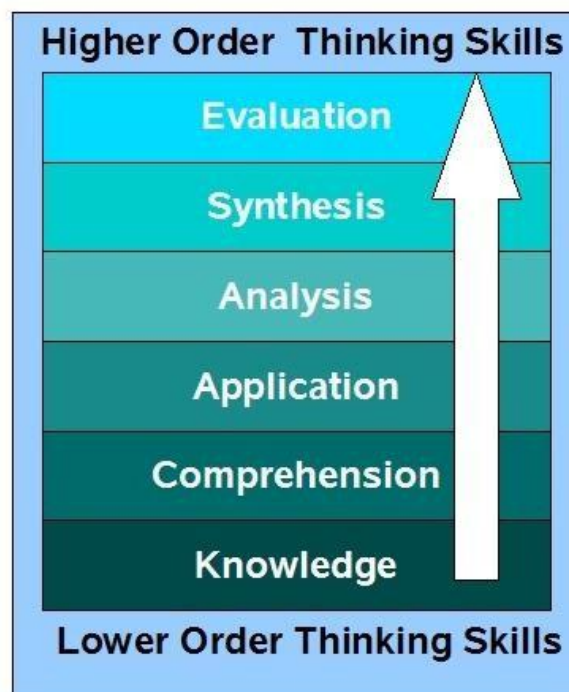 Higher Order Thinking Skills
Evaluation
Synthesis
Analysis
Application
Comprehension
Knowledge
Lower Order Thinking Skills